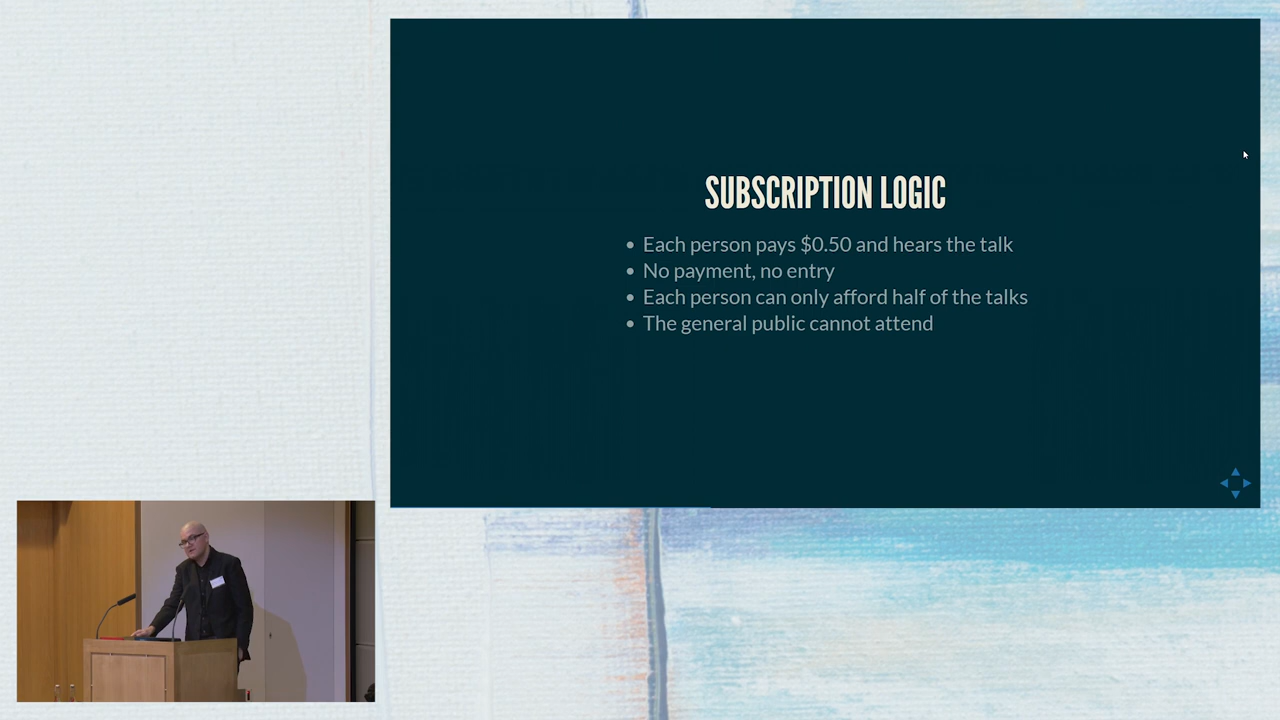 SUBSCRIPTION LOGIC
Each person pays $0.50 and hears the talk
No payment, no entry
Each person can only afford half of the talks
The general public cannot attend